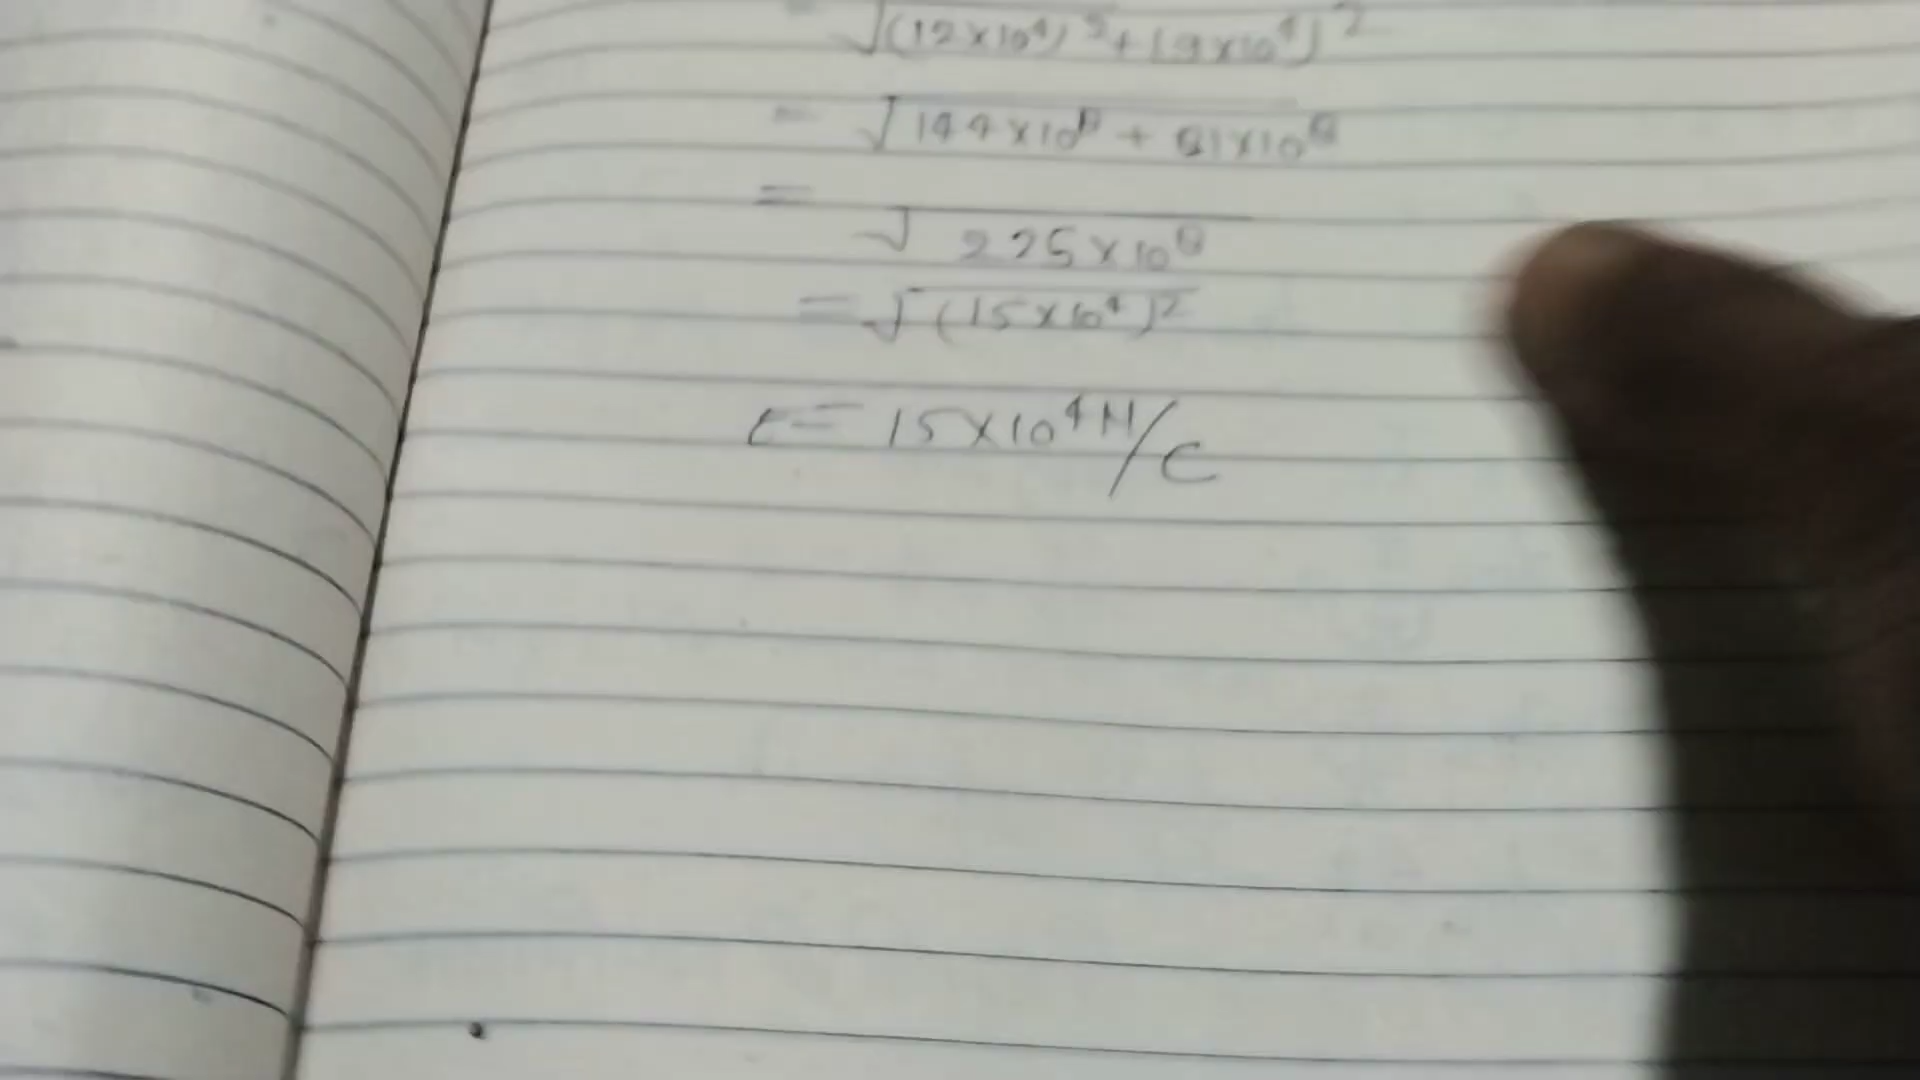 = √(12×10⁴)² + (9×10⁴)²
= √144×10⁸ + 81×10⁸
= √225×10⁸
= √(15×10⁴)²
E = 15×10⁴ N/C